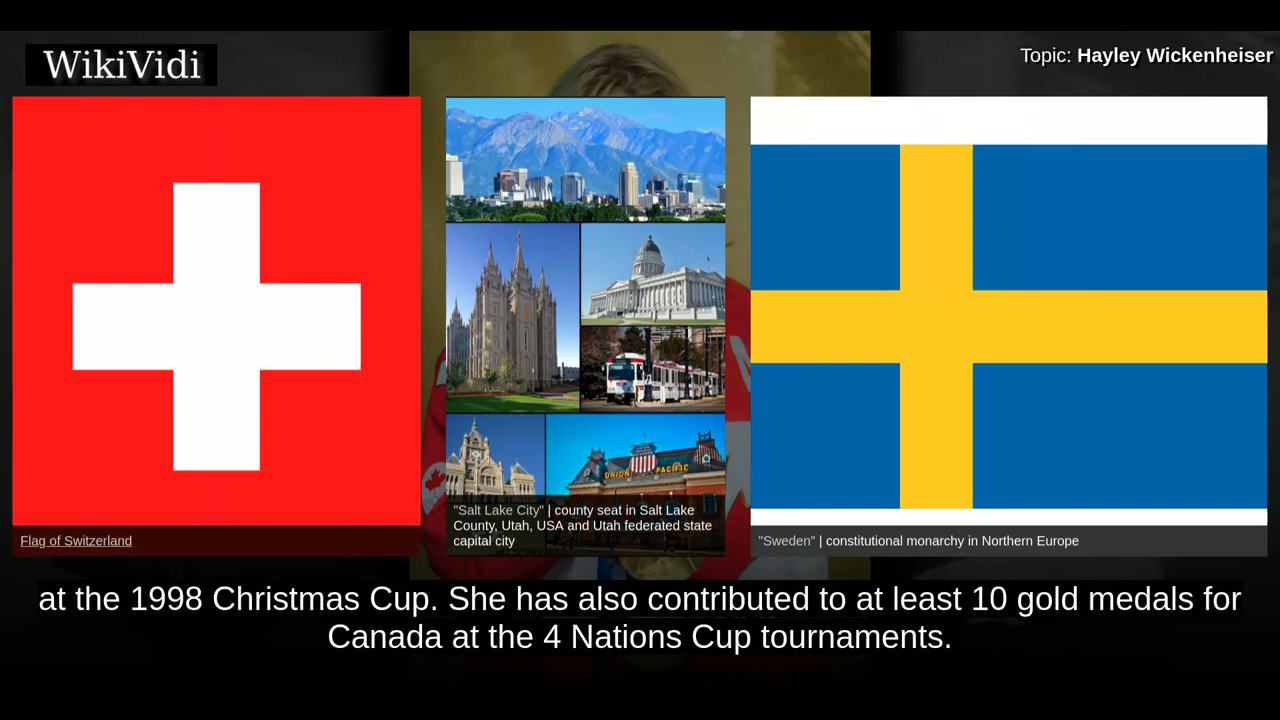 WikiVidi
Topic: Hayley Wickenheiser
UNION PACIFIC
Flag of Switzerland
"Salt Lake City" | county seat in Salt Lake
County, Utah, USA and Utah federated state
capital city
"Sweden" | constitutional monarchy in Northern Europe
at the 1998 Christmas Cup. She has also contributed to at least 10 gold medals for
Canada at the 4 Nations Cup tournaments.